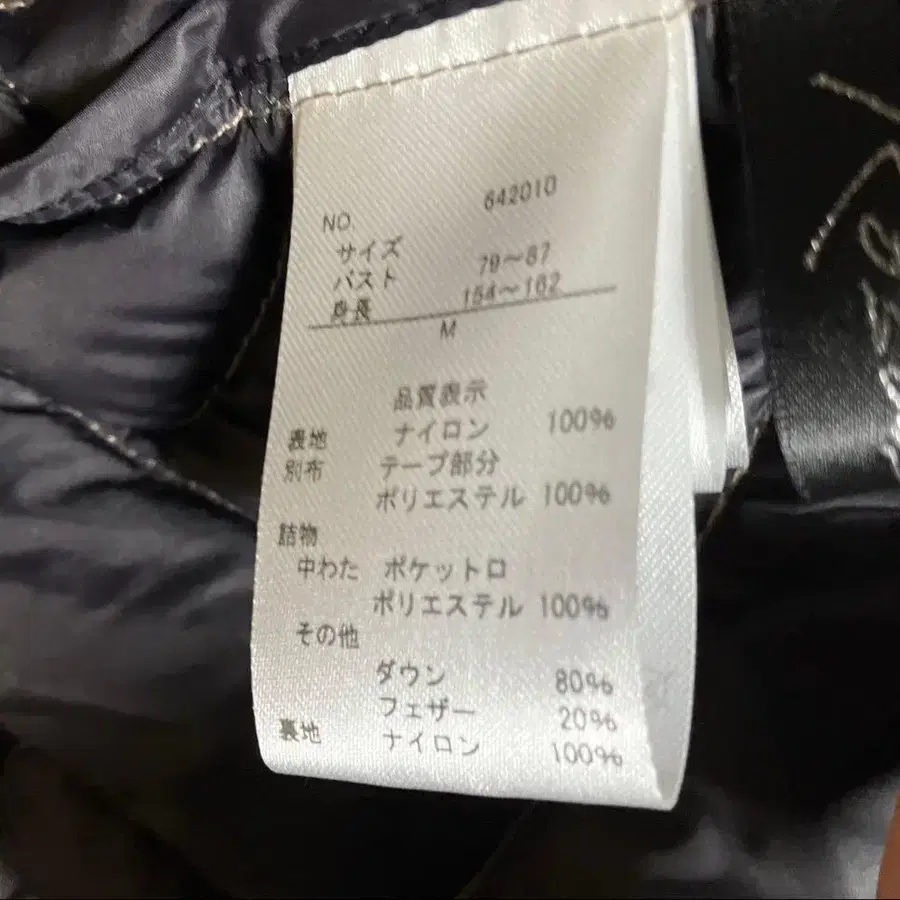 NO. 642010
サイズ
バスト 79～87
身長 154～162
M
品質表示
表地 ナイロン 100%
別布 テープ部分
ポリエステル 100%
詰物
中わた ポケット口
ポリエステル 100%
その他
ダウン 80%
フェザー 20%
裏地 ナイロン 100%